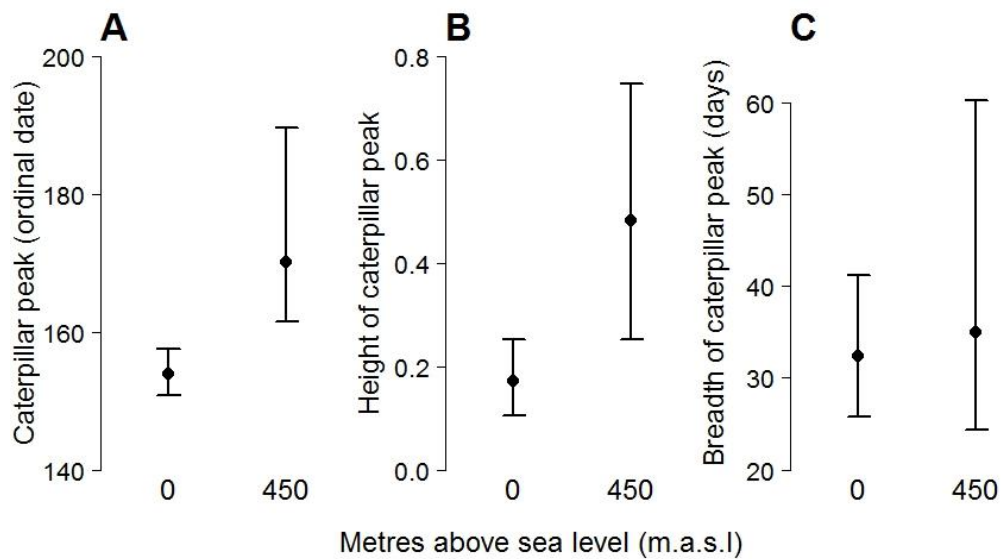 A
Caterpillar peak (ordinal date)
200
180
160
140
0 450
B
Height of caterpillar peak
0.8
0.6
0.4
0.2
0.0
0 450
C
Breadth of caterpillar peak (days)
60
50
40
30
20
0 450
Metres above sea level (m.a.s.l)